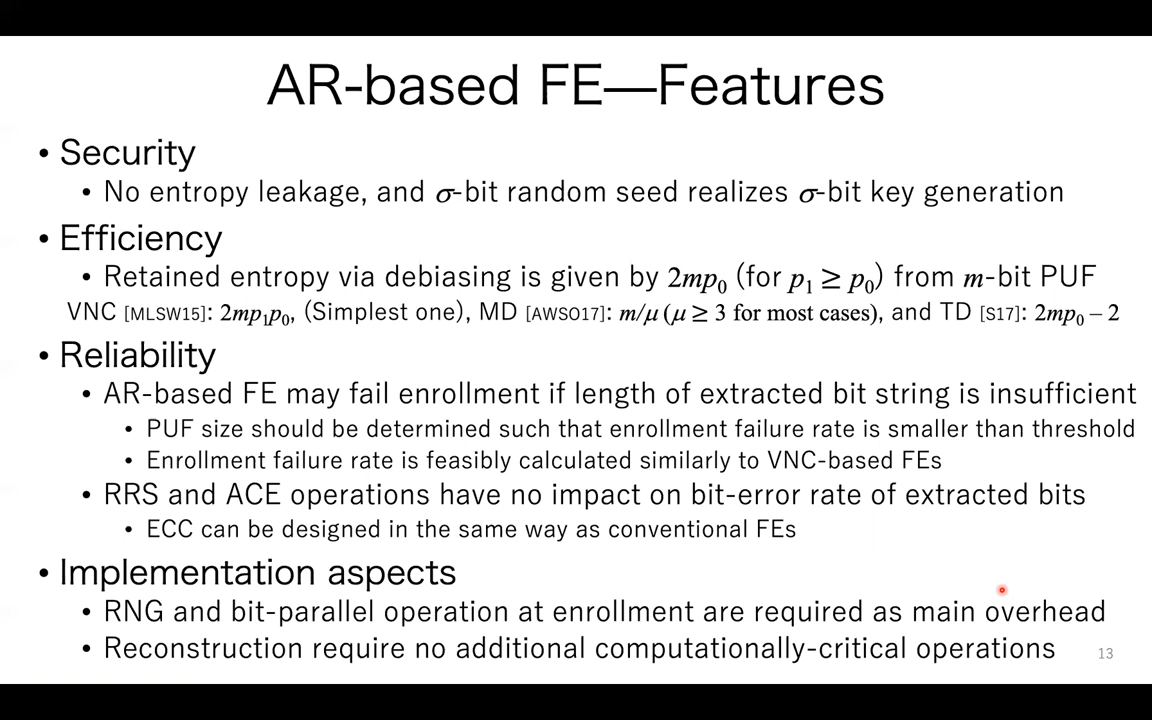 AR-based FE—Features
• Security
• No entropy leakage, and σ-bit random seed realizes σ-bit key generation
• Efficiency
• Retained entropy via debiasing is given by 2mp₀ (for p₁ ≥ p₀) from m-bit PUF
VNC [MLSW15]: 2mp₁p₀, (Simplest one), MD [AWSO17]: m/μ (μ ≥ 3 for most cases), and TD [S17]: 2mp₀ – 2
• Reliability
• AR-based FE may fail enrollment if length of extracted bit string is insufficient
• PUF size should be determined such that enrollment failure rate is smaller than threshold
• Enrollment failure rate is feasibly calculated similarly to VNC-based FEs
• RRS and ACE operations have no impact on bit-error rate of extracted bits
• ECC can be designed in the same way as conventional FEs
• Implementation aspects
• RNG and bit-parallel operation at enrollment are required as main overhead
• Reconstruction require no additional computationally-critical operations
13